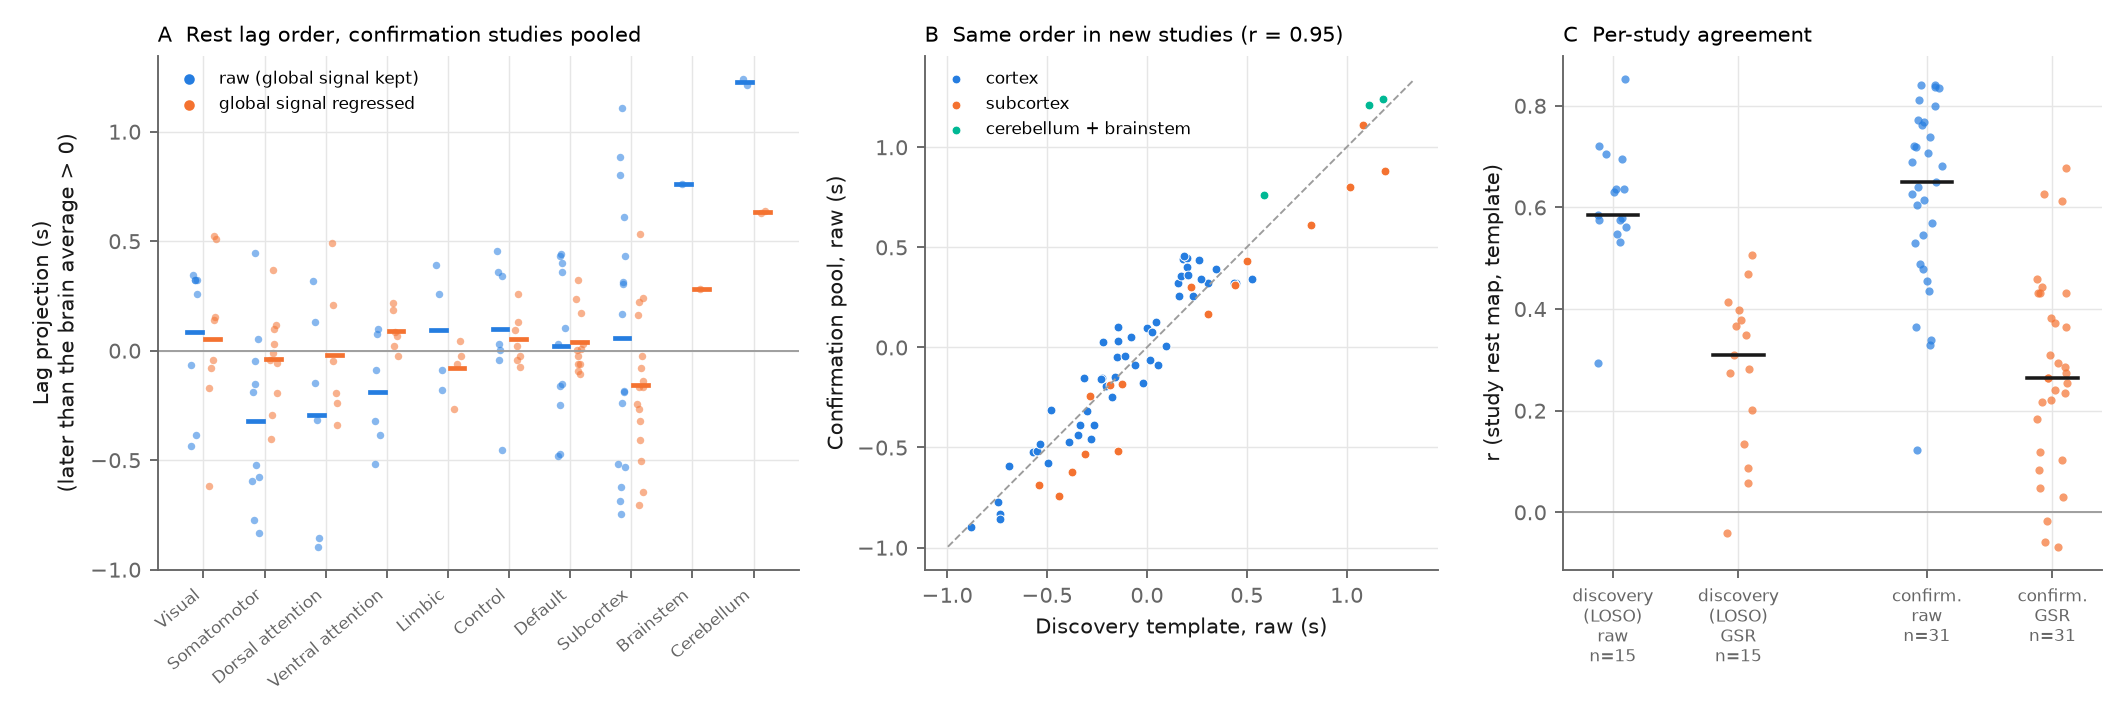 A  Rest lag order, confirmation studies pooled
raw (global signal kept)
global signal regressed
Lag projection (s)
(later than the brain average > 0)
1.0
0.5
0.0
−0.5
−1.0
Visual
Somatomotor
Dorsal attention
Ventral attention
Limbic
Control
Default
Subcortex
Brainstem
Cerebellum
B  Same order in new studies (r = 0.95)
cortex
subcortex
cerebellum + brainstem
Confirmation pool, raw (s)
1.0
0.5
0.0
−0.5
−1.0
−1.0
−0.5
0.0
0.5
1.0
Discovery template, raw (s)
C  Per-study agreement
r (study rest map, template)
0.8
0.6
0.4
0.2
0.0
discovery
(LOSO)
raw
n=15
discovery
(LOSO)
GSR
n=15
confirm.
raw
n=31
confirm.
GSR
n=31